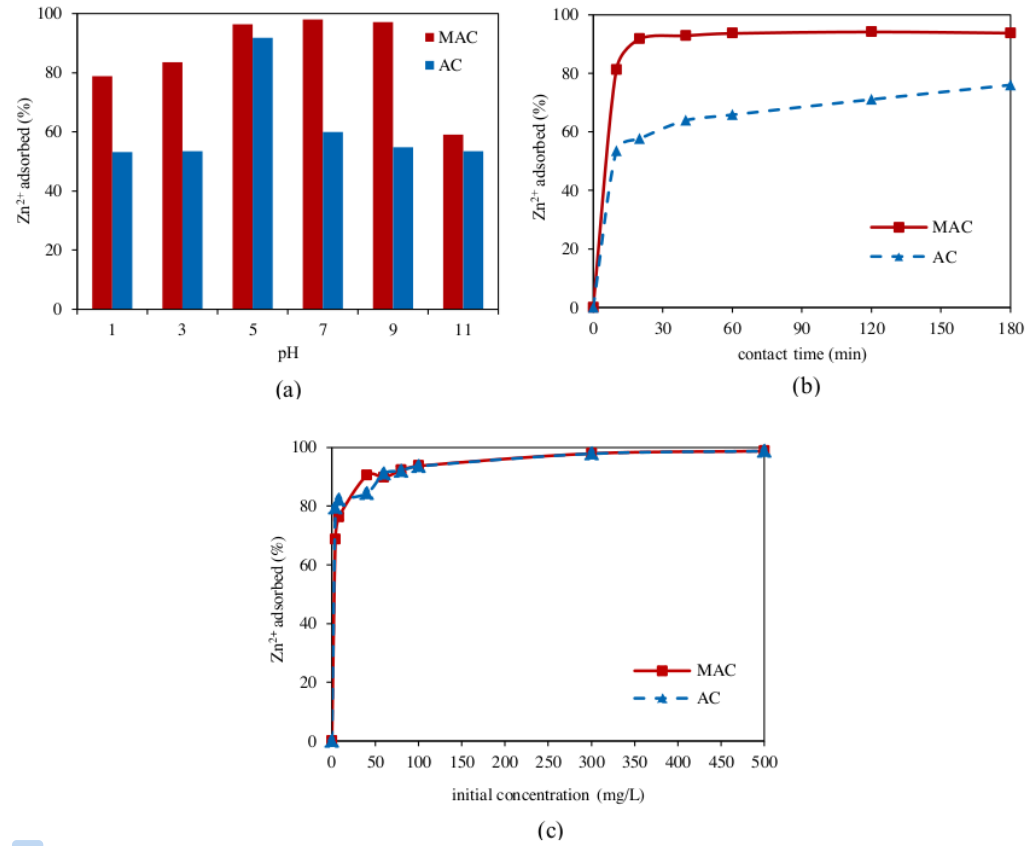 100
80
60
40
20
0
Zn²⁺ adsorbed (%)
MAC
AC
1 3 5 7 9 11
pH
(a)
100
80
60
40
20
0
Zn²⁺ adsorbed (%)
MAC
AC
0 30 60 90 120 150 180
contact time (min)
(b)
100
80
60
40
20
0
Zn²⁺ adsorbed (%)
MAC
AC
0 50 100 150 200 250 300 350 400 450 500
initial concentration (mg/L)
(c)